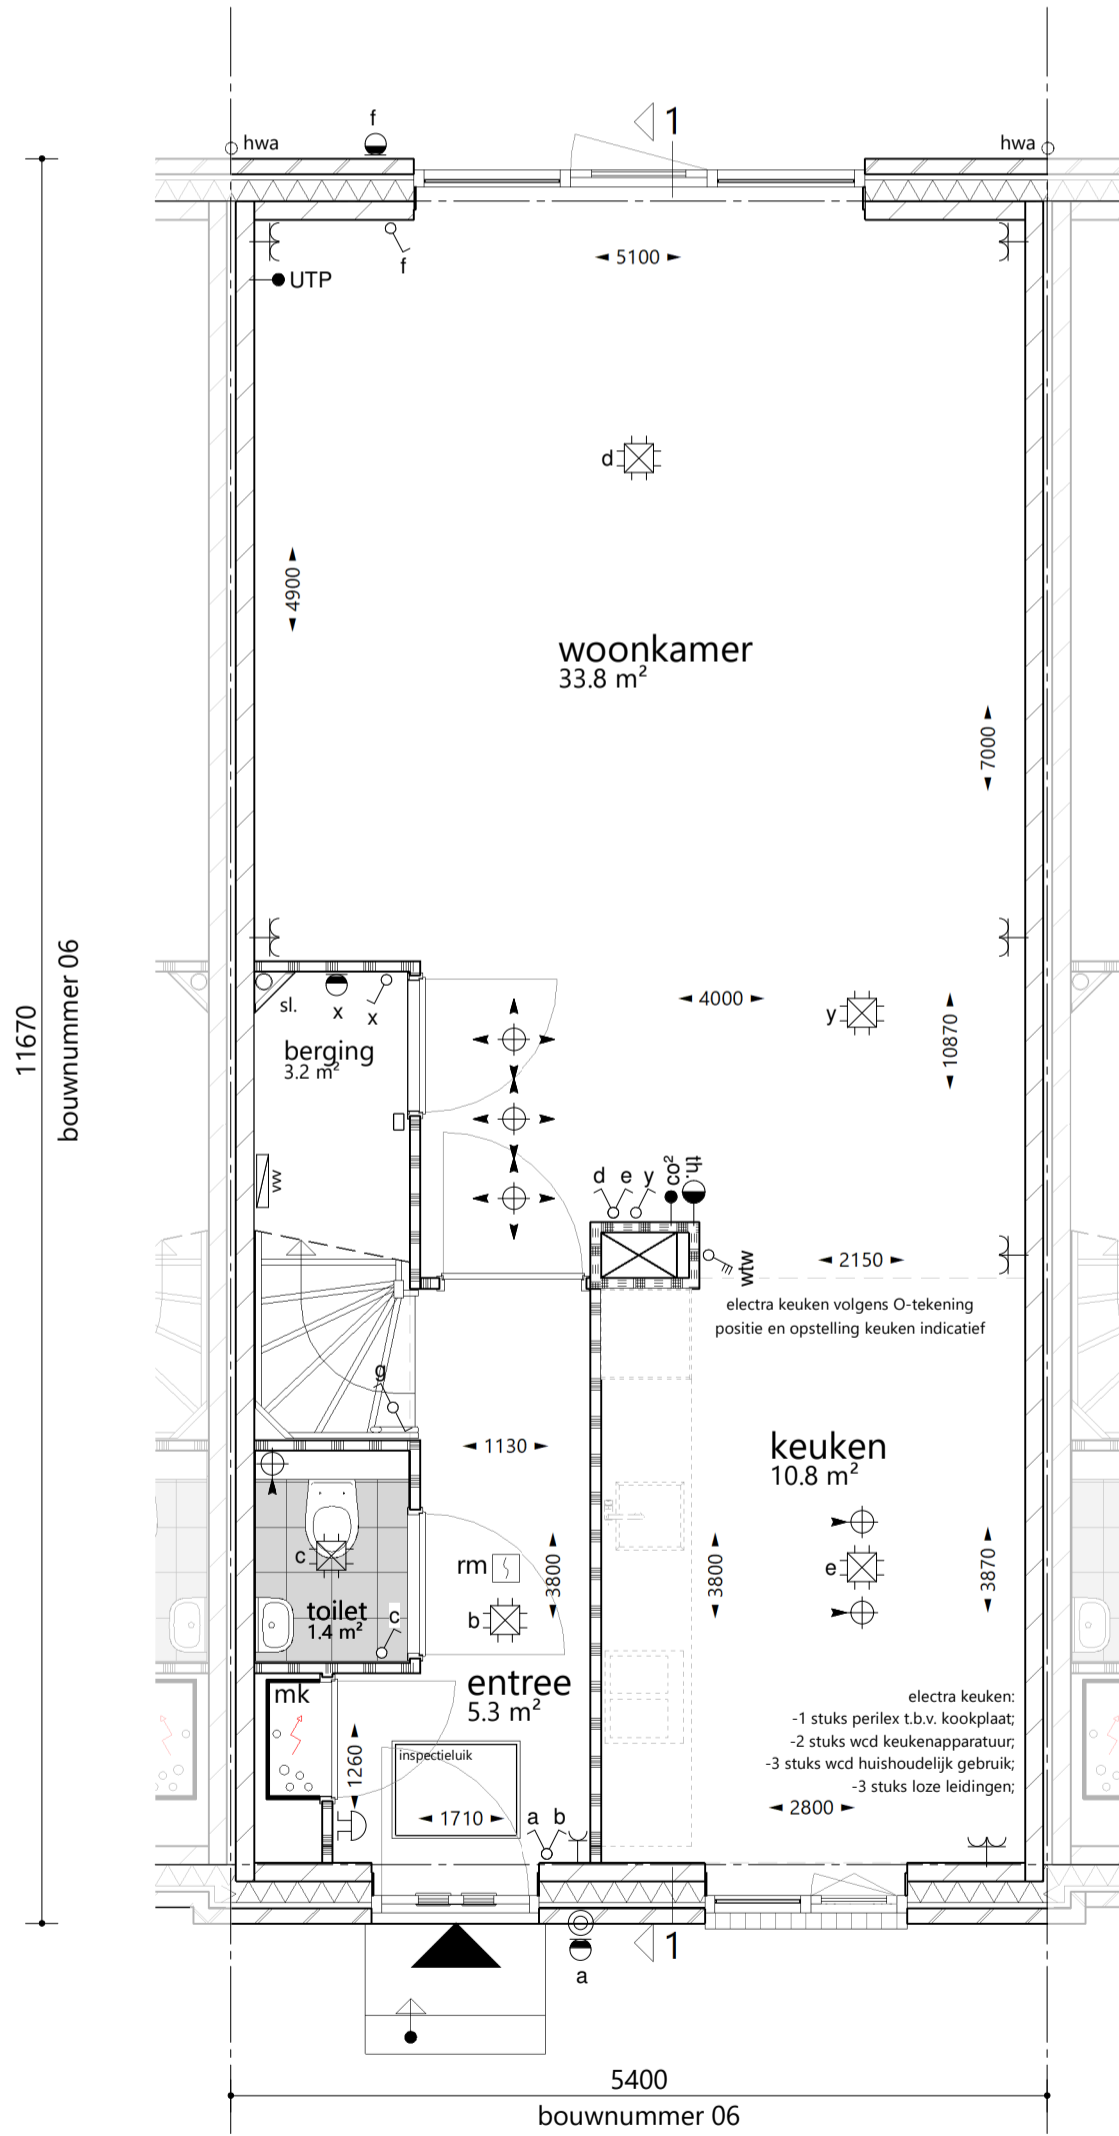 f
1
hwa
hwa
f
5100
UTP
d
4900
woonkamer
33.8 m²
7000
11670
bouwnummer 06
sl.
x
x
4000
y
berging
3.2 m²
10870
vw
d e y
co²
th.
wtw
2150
electra keuken volgens O-tekening
positie en opstelling keuken indicatief
g
1130
keuken
10.8 m²
c
rm
3800
3800
e
3870
toilet
1.4 m²
c
b
entree
5.3 m²
mk
electra keuken:
-1 stuks perilex t.b.v. kookplaat;
-2 stuks wcd keukenapparatuur;
-3 stuks wcd huishoudelijk gebruik;
-3 stuks loze leidingen;
inspectieluik
1260
1710
a b
2800
1
a
5400
bouwnummer 06